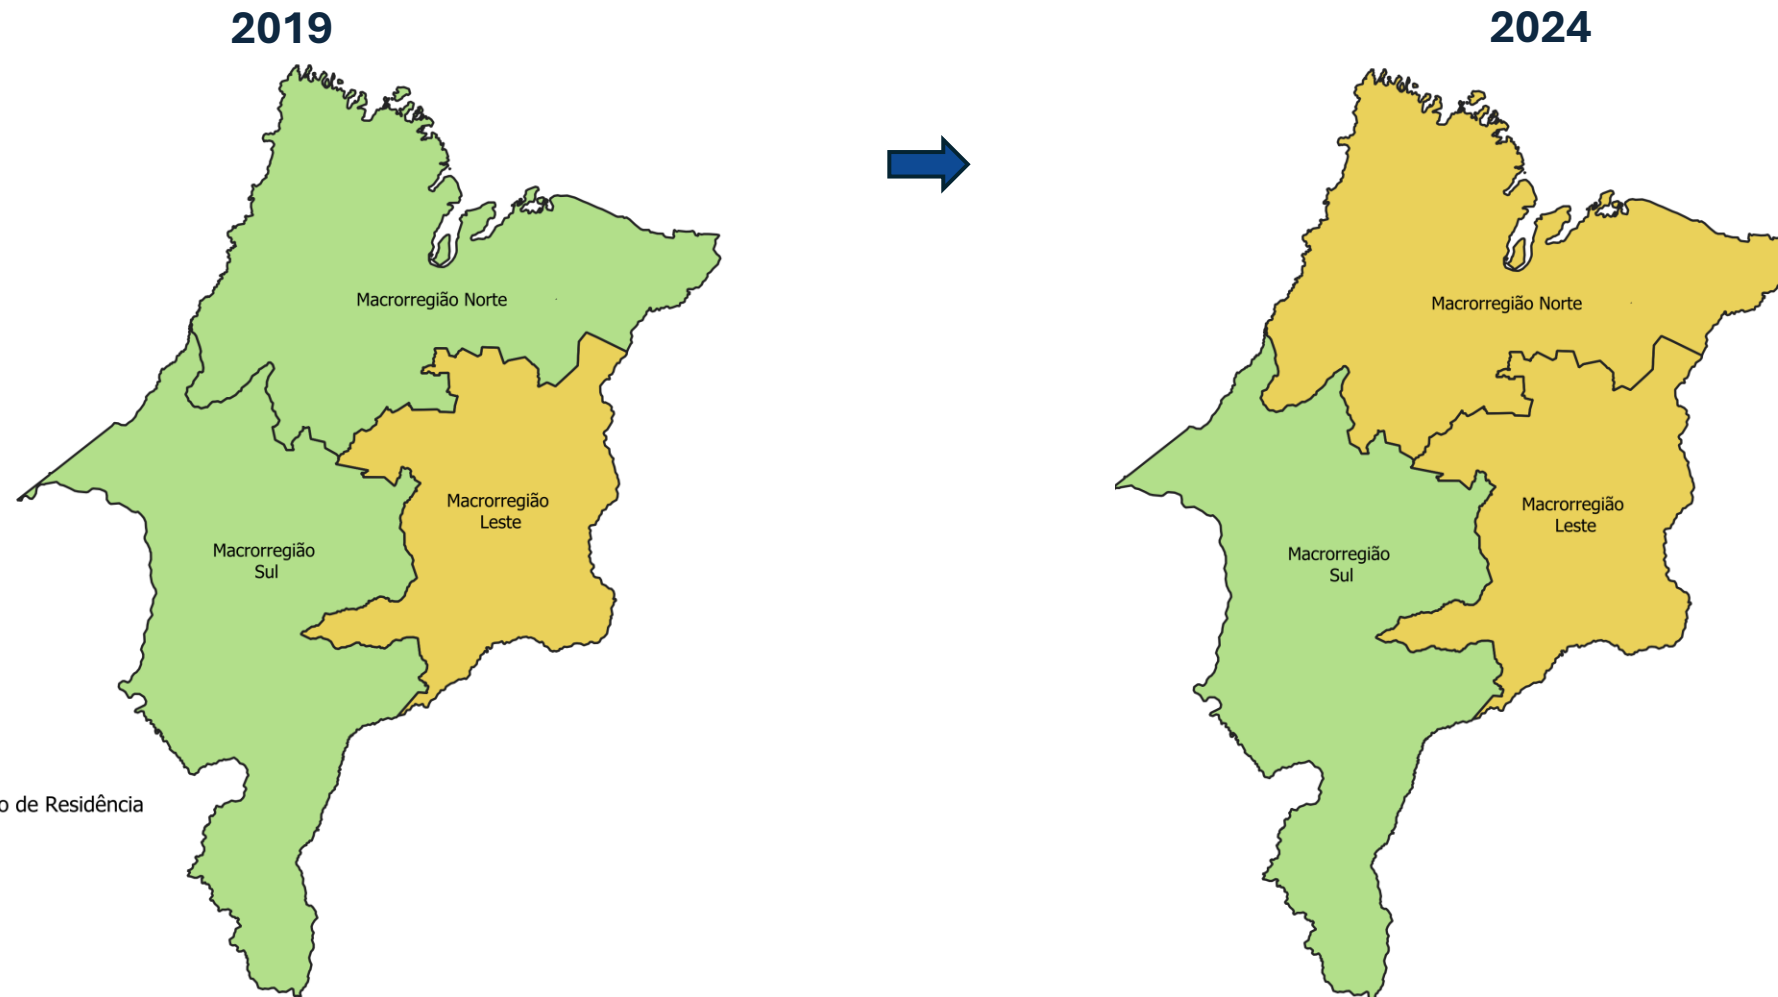 2019
2024
Macrorregião Norte
Macrorregião
Leste
Macrorregião
Sul
Macrorregião Norte
Macrorregião
Leste
Macrorregião
Sul
o de Residência